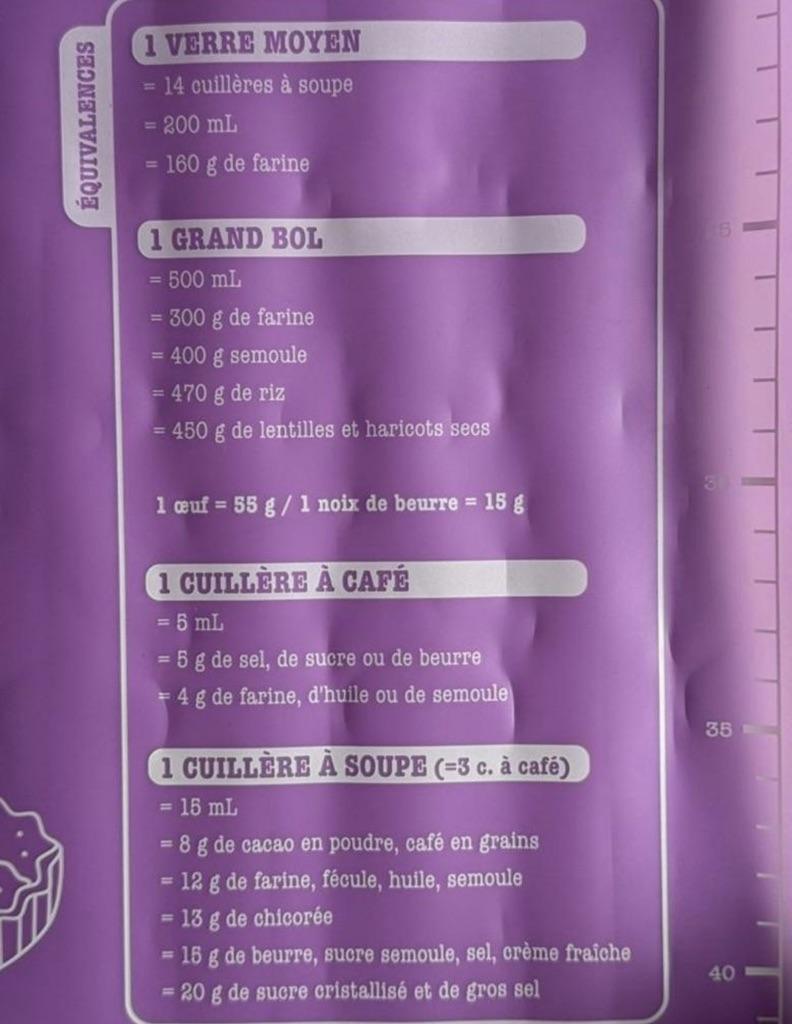 ÉQUIVALENCES
1 VERRE MOYEN
= 14 cuillères à soupe
= 200 mL
= 160 g de farine
1 GRAND BOL
= 500 mL
= 300 g de farine
= 400 g semoule
= 470 g de riz
= 450 g de lentilles et haricots secs
1 œuf = 55 g / 1 noix de beurre = 15 g
1 CUILLÈRE À CAFÉ
= 5 mL
= 5 g de sel, de sucre ou de beurre
= 4 g de farine, d'huile ou de semoule
1 CUILLÈRE À SOUPE (=3 c. à café)
= 15 mL
= 8 g de cacao en poudre, café en grains
= 12 g de farine, fécule, huile, semoule
= 13 g de chicorée
= 15 g de beurre, sucre semoule, sel, crème fraîche
= 20 g de sucre cristallisé et de gros sel
25
30
35
40